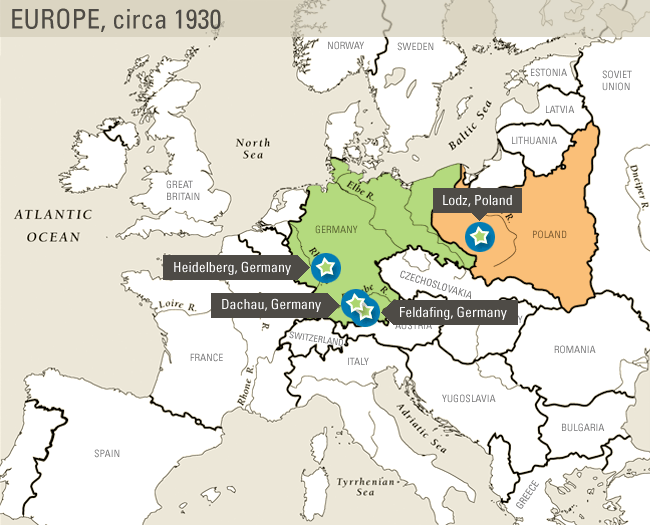 EUROPE, circa 1930
NORWAY
SWEDEN
ESTONIA
SOVIET
UNION
Baltic Sea
LATVIA
North
Sea
LITHUANIA
Dnieper R.
GREAT
BRITAIN
Elbe R.
Lodz, Poland
R.
ATLANTIC
OCEAN
GERMANY
POLAND
Heidelberg, Germany
CZECHOSLOVAKIA
Dachau, Germany
Feldafing, Germany
Loire R.
R.
AUSTRIA
SWITZERLAND
FRANCE
ITALY
ROMANIA
Rhone R.
YUGOSLAVIA
Adriatic Sea
BULGARIA
SPAIN
Tyrrhenian
Sea
GREECE